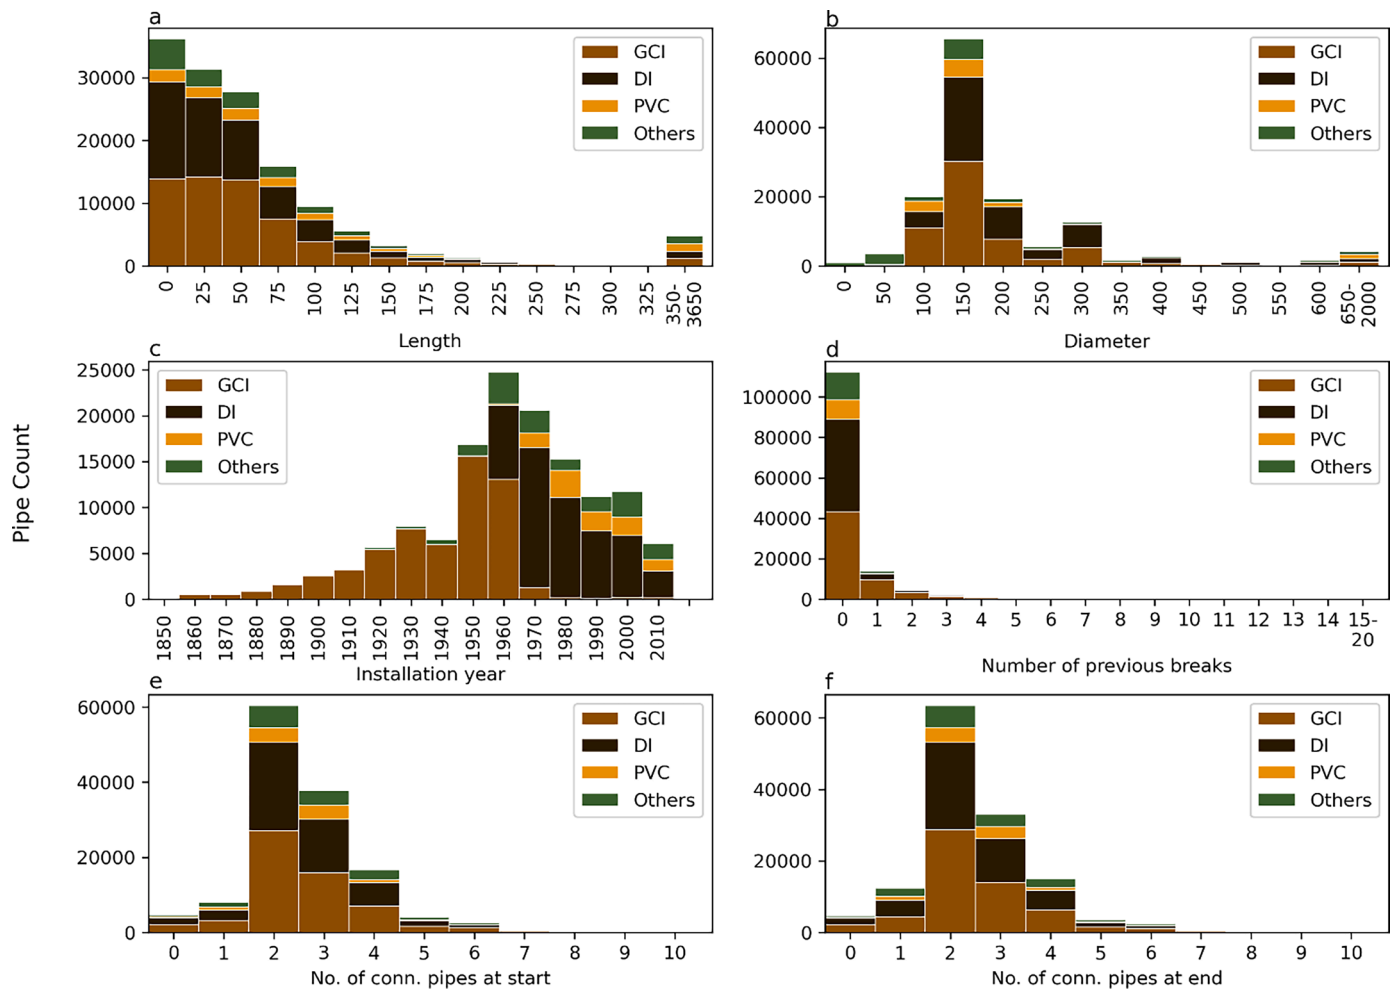 a
GCI
DI
PVC
Others
30000
20000
10000
0
0 25 50 75 100 125 150 175 200 225 250 275 300 325 350-3650
Length
b
GCI
DI
PVC
Others
60000
40000
20000
0
0 50 100 150 200 250 300 350 400 450 500 550 600 650-2000
Diameter
Pipe Count
c
GCI
DI
PVC
Others
25000
20000
15000
10000
5000
0
1850 1860 1870 1880 1890 1900 1910 1920 1930 1940 1950 1960 1970 1980 1990 2000 2010
Installation year
d
GCI
DI
PVC
Others
100000
80000
60000
40000
20000
0
0 1 2 3 4 5 6 7 8 9 10 11 12 13 14 15-
20
Number of previous breaks
e
GCI
DI
PVC
Others
60000
40000
20000
0
0 1 2 3 4 5 6 7 8 9 10
No. of conn. pipes at start
f
GCI
DI
PVC
Others
60000
40000
20000
0
0 1 2 3 4 5 6 7 8 9 10
No. of conn. pipes at end